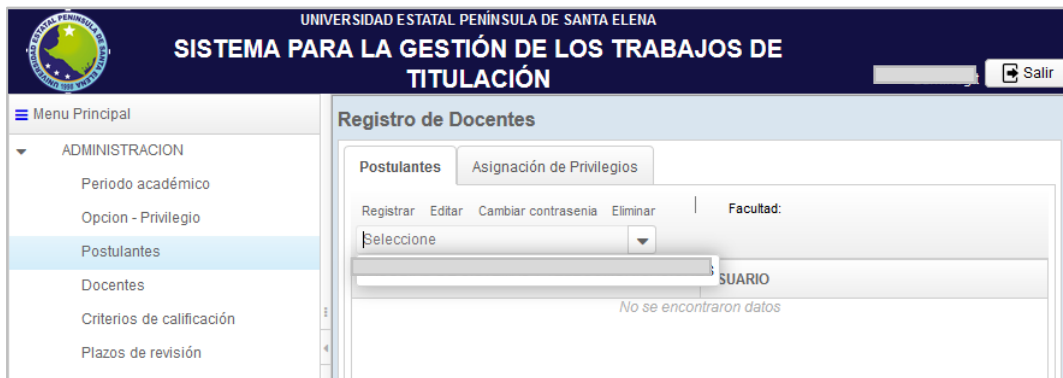 UNIVERSIDAD ESTATAL PENÍNSULA DE SANTA ELENA
SISTEMA PARA LA GESTIÓN DE LOS TRABAJOS DE
TITULACIÓN
Salir
Menu Principal
ADMINISTRACION
Periodo académico
Opcion - Privilegio
Postulantes
Docentes
Criterios de calificación
Plazos de revisión
Registro de Docentes
Postulantes Asignación de Privilegios
Registrar Editar Cambiar contrasenia Eliminar Facultad:
Seleccione
SUARIO
No se encontraron datos